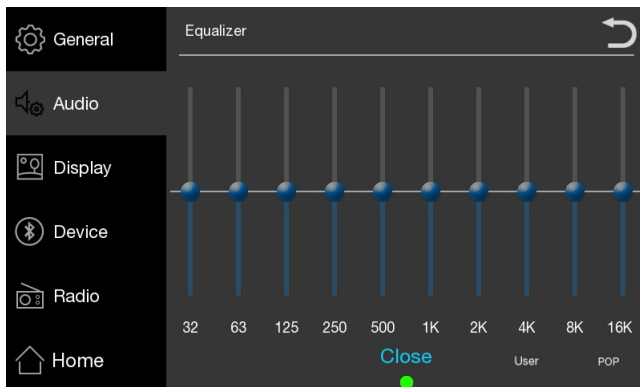 General
Equalizer
Audio
Display
Device
Radio
32 63 125 250 500 1K 2K 4K 8K 16K
Home
Close User POP